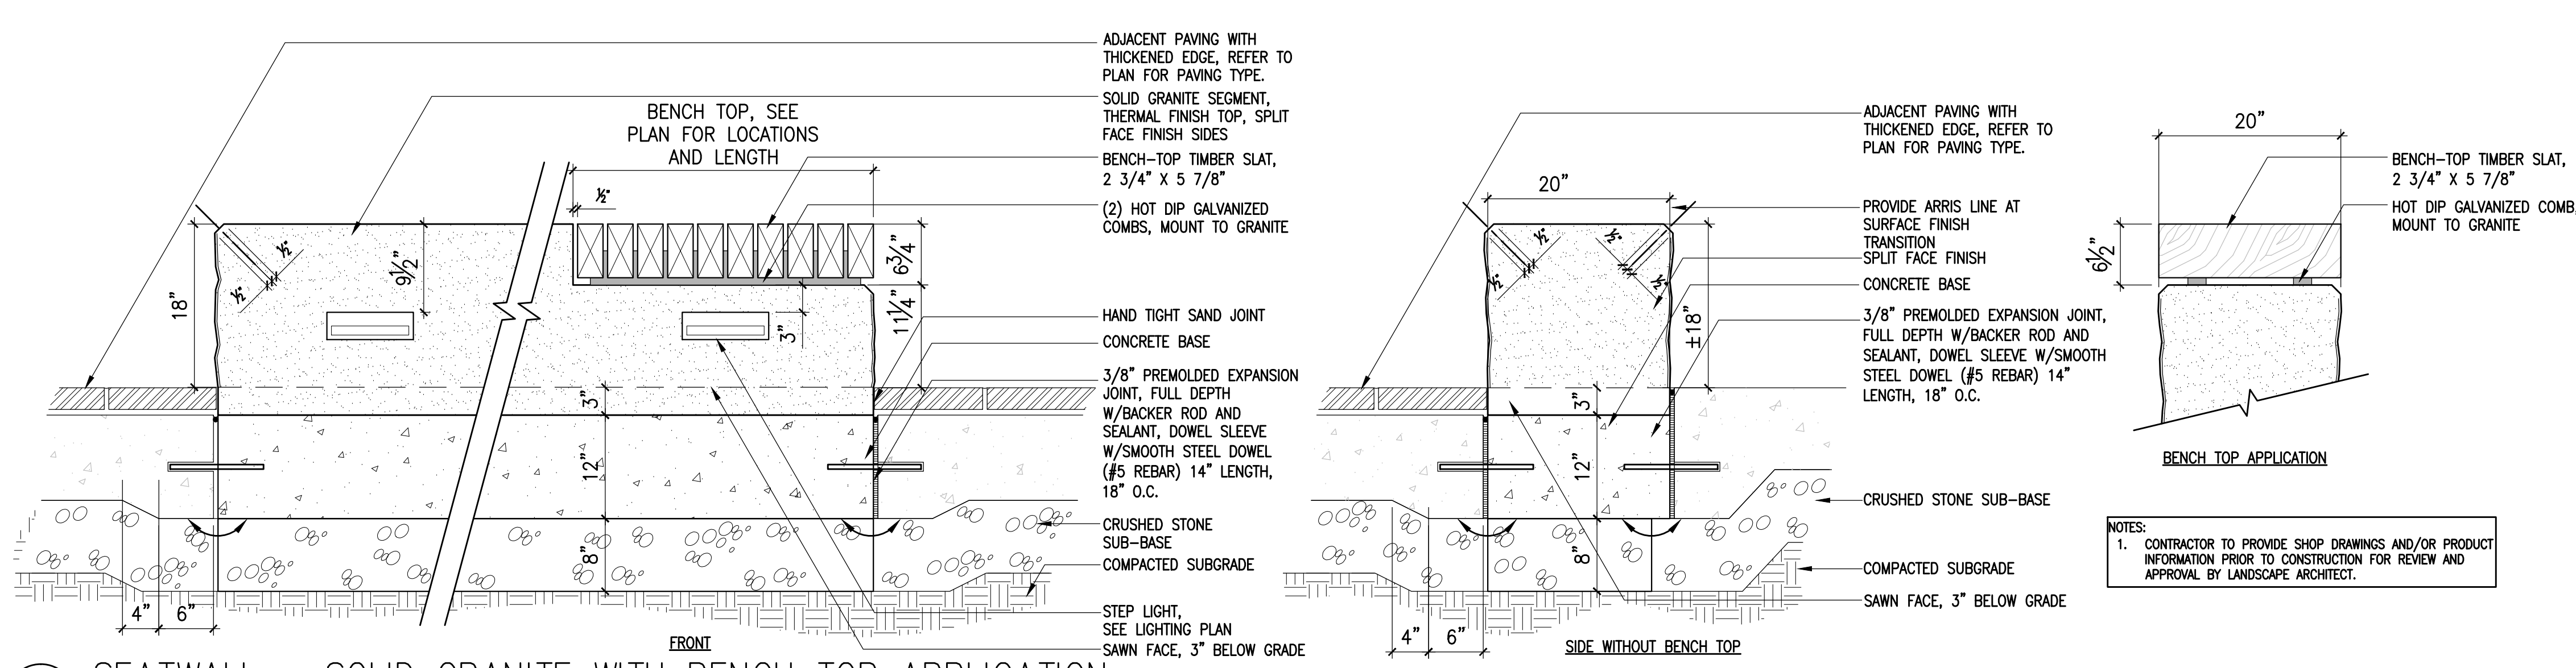 ADJACENT PAVING WITH
THICKENED EDGE, REFER TO
PLAN FOR PAVING TYPE.
SOLID GRANITE SEGMENT,
THERMAL FINISH TOP, SPLIT
FACE FINISH SIDES
BENCH TOP, SEE
PLAN FOR LOCATIONS
AND LENGTH
BENCH-TOP TIMBER SLAT,
2 3/4" X 5 7/8"
(2) HOT DIP GALVANIZED
COMBS, MOUNT TO GRANITE
HAND TIGHT SAND JOINT
CONCRETE BASE
3/8" PREMOLDED EXPANSION
JOINT, FULL DEPTH
W/BACKER ROD AND
SEALANT, DOWEL SLEEVE
W/SMOOTH STEEL DOWEL
(#5 REBAR) 14" LENGTH,
18" O.C.
CRUSHED STONE
SUB-BASE
COMPACTED SUBGRADE
STEP LIGHT,
SEE LIGHTING PLAN
SAWN FACE, 3" BELOW GRADE
½"
18"
½"
½"
9½"
6¾"
11¼"
3"
3"
12"
8"
4"
6"
FRONT
SEATWALL - SOLID GRANITE WITH BENCH TOP APPLICATION
20"
½"
½"
½"
½"
±18"
3"
12"
8"
4"
6"
SIDE WITHOUT BENCH TOP
ADJACENT PAVING WITH
THICKENED EDGE, REFER TO
PLAN FOR PAVING TYPE.
PROVIDE ARRIS LINE AT
SURFACE FINISH
TRANSITION
SPLIT FACE FINISH
CONCRETE BASE
3/8" PREMOLDED EXPANSION JOINT,
FULL DEPTH W/BACKER ROD AND
SEALANT, DOWEL SLEEVE W/SMOOTH
STEEL DOWEL (#5 REBAR) 14"
LENGTH, 18" O.C.
CRUSHED STONE SUB-BASE
COMPACTED SUBGRADE
SAWN FACE, 3" BELOW GRADE
20"
6½"
BENCH-TOP TIMBER SLAT,
2 3/4" X 5 7/8"
HOT DIP GALVANIZED COMB
MOUNT TO GRANITE
BENCH TOP APPLICATION
NOTES:
1. CONTRACTOR TO PROVIDE SHOP DRAWINGS AND/OR PRODUCT
INFORMATION PRIOR TO CONSTRUCTION FOR REVIEW AND
APPROVAL BY LANDSCAPE ARCHITECT.